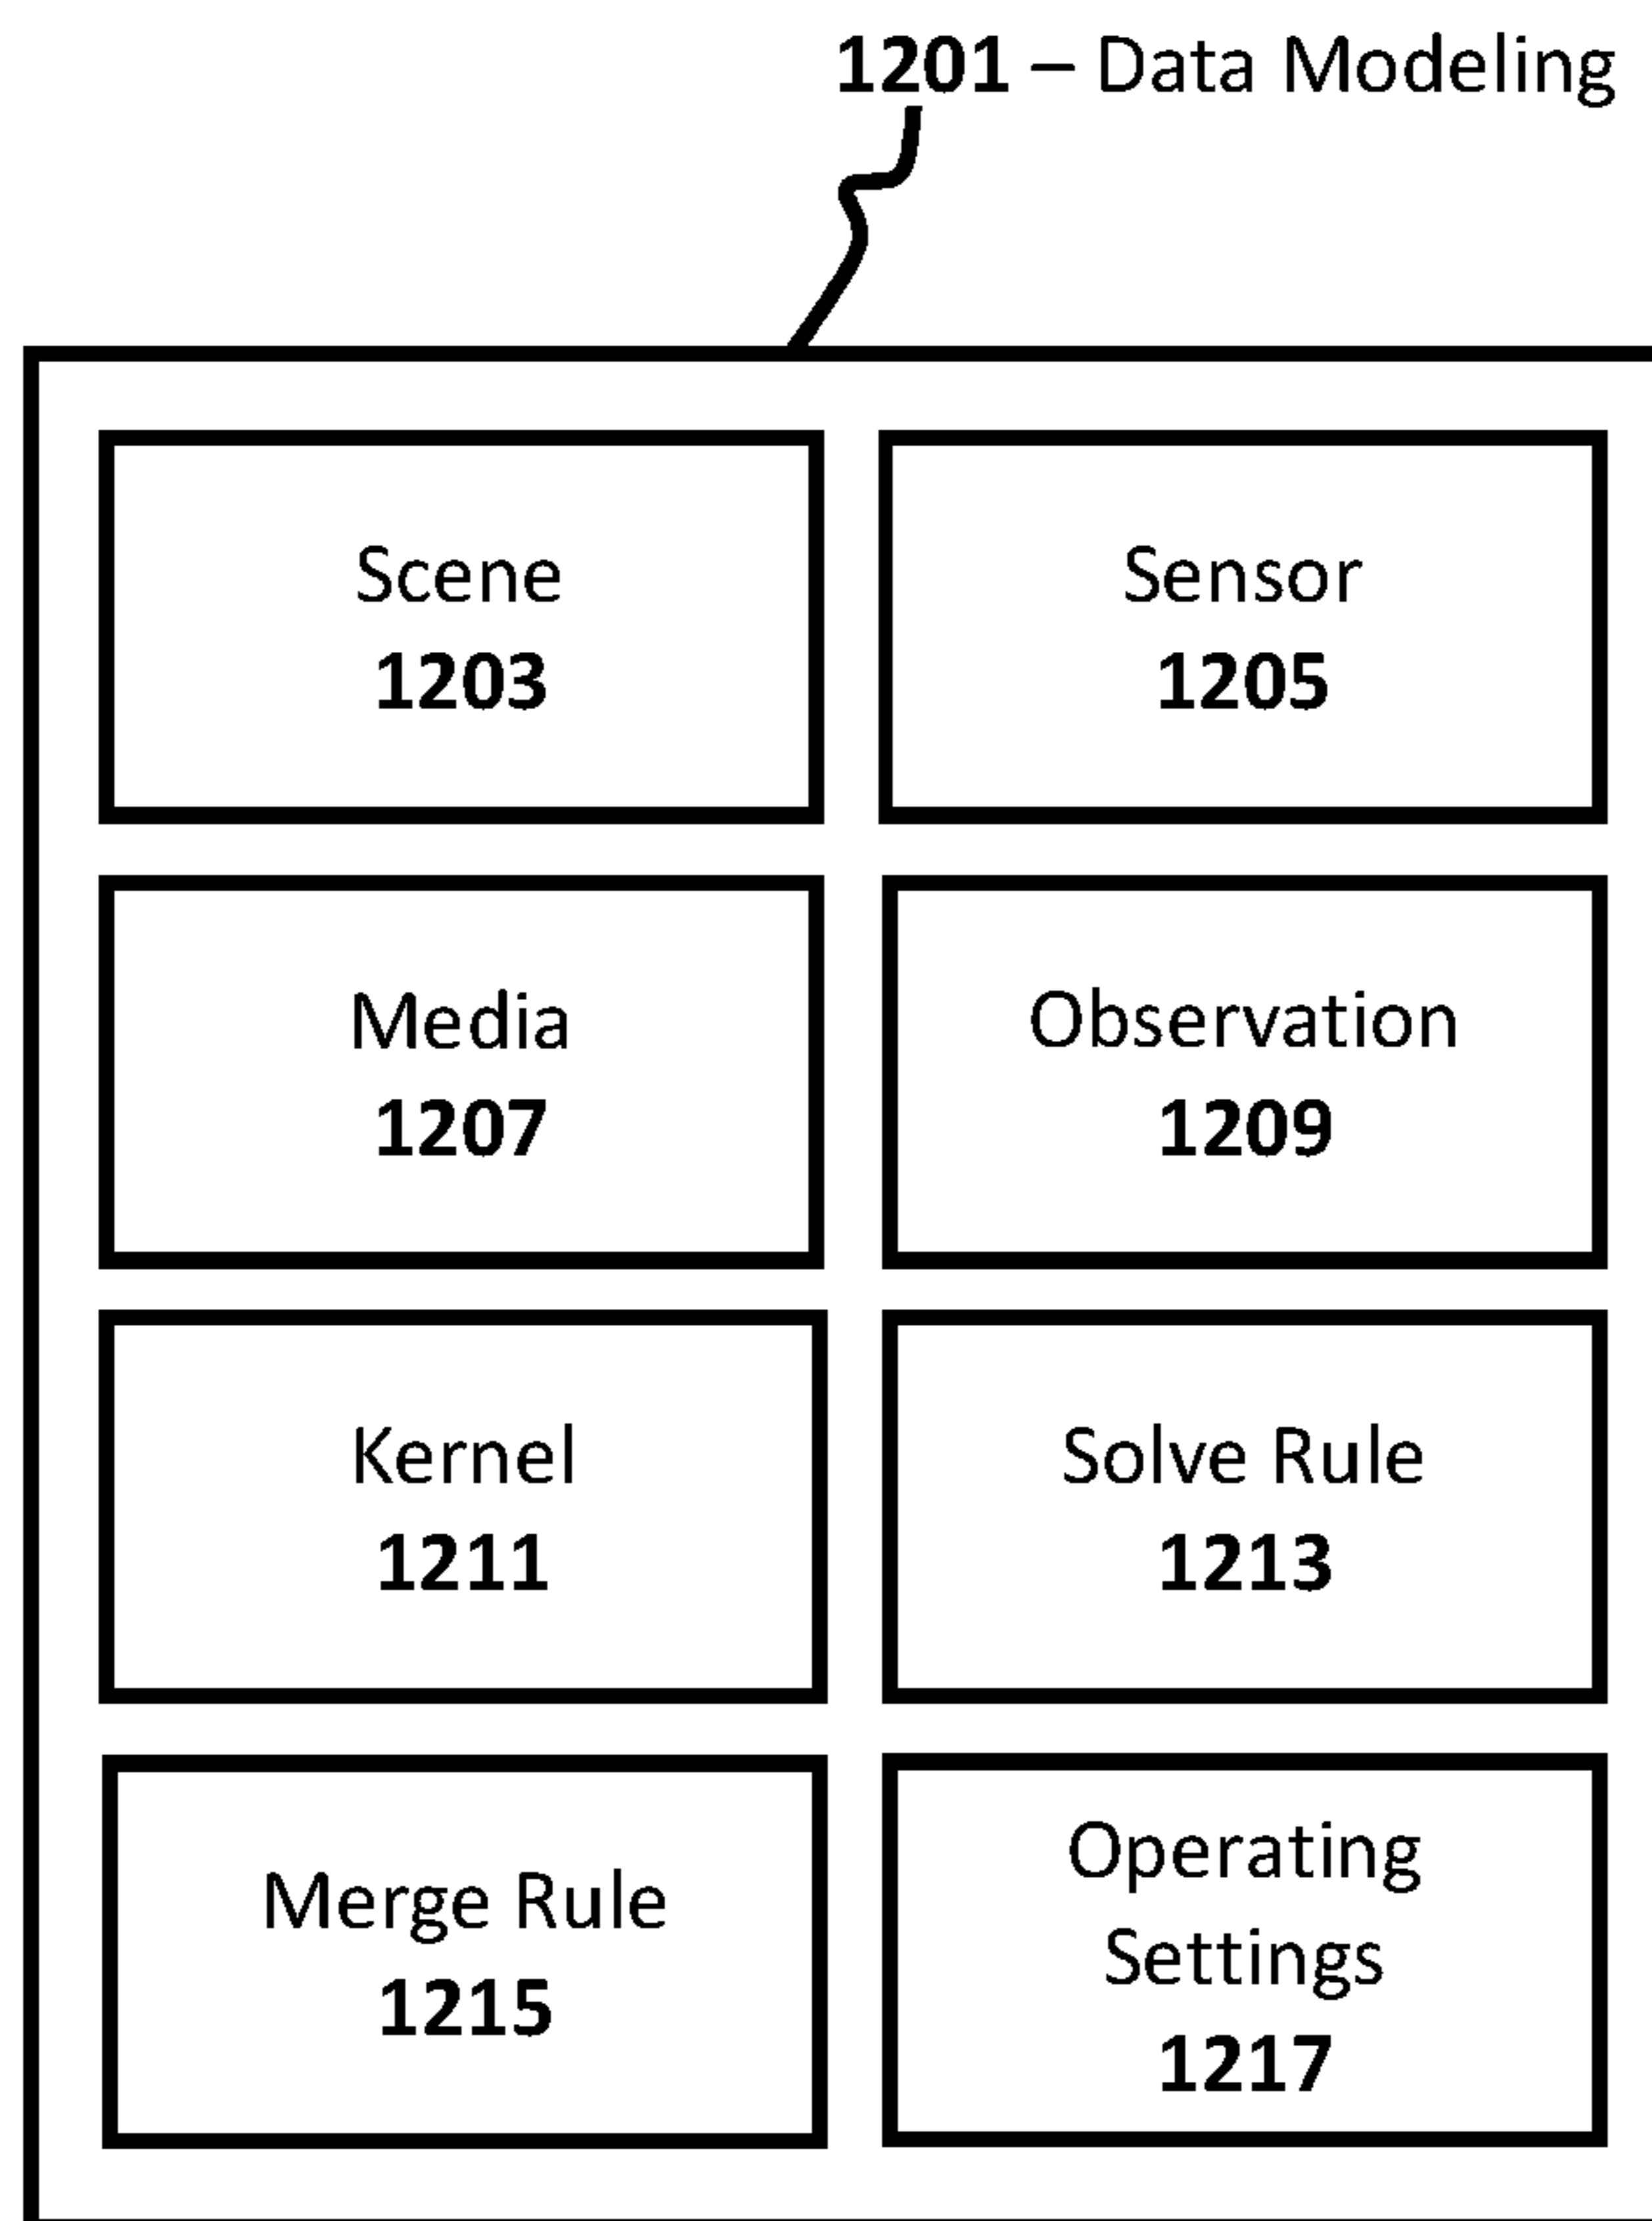 1201 – Data Modeling
Scene
1203
Sensor
1205
Media
1207
Observation
1209
Kernel
1211
Solve Rule
1213
Merge Rule
1215
Operating
Settings
1217